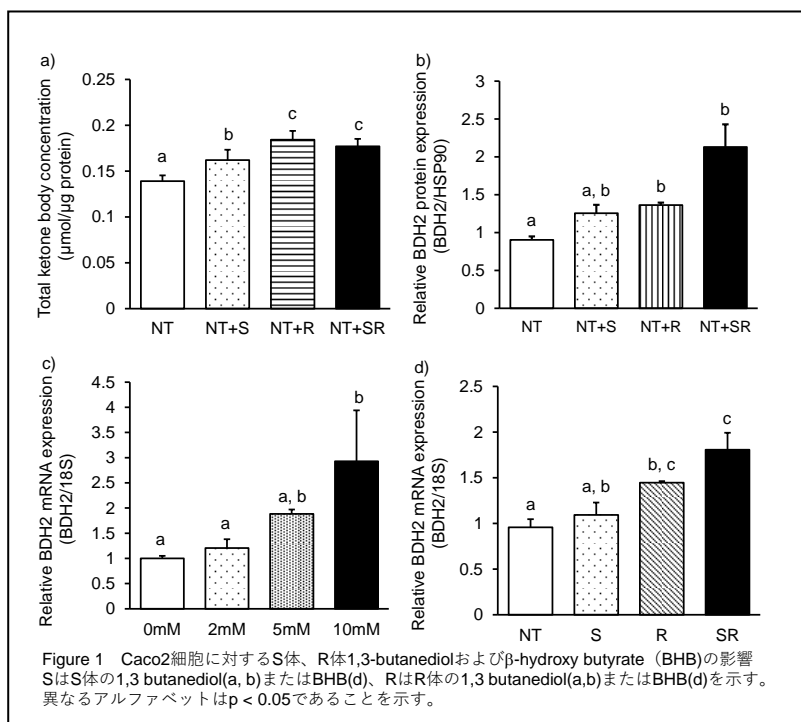 a)
Total ketone body concentration
(μmol/μg protein)
0.25
0.2
0.15
0.1
0.05
0
a
b
c
c
NT
NT+S
NT+R
NT+SR
b)
Relative BDH2 protein expression
(BDH2/HSP90)
3
2.5
2
1.5
1
0.5
0
a
a, b
b
b
NT
NT+S
NT+R
NT+SR
c)
Relative BDH2 mRNA expression
(BDH2/18S)
4.5
4
3.5
3
2.5
2
1.5
1
0.5
0
a
a
a, b
b
0mM
2mM
5mM
10mM
d)
Relative BDH2 mRNA expression
(BDH2/18S)
2.5
2
1.5
1
0.5
0
a
a, b
b, c
c
NT
S
R
SR
Figure 1 Caco2細胞に対するS体、R体1,3-butanediolおよびβ-hydroxy butyrate（BHB)の影響
SはS体の1,3 butanediol(a, b)またはBHB(d)、RはR体の1,3 butanediol(a,b)またはBHB(d)を示す。
異なるアルファベットはp < 0.05であることを示す。